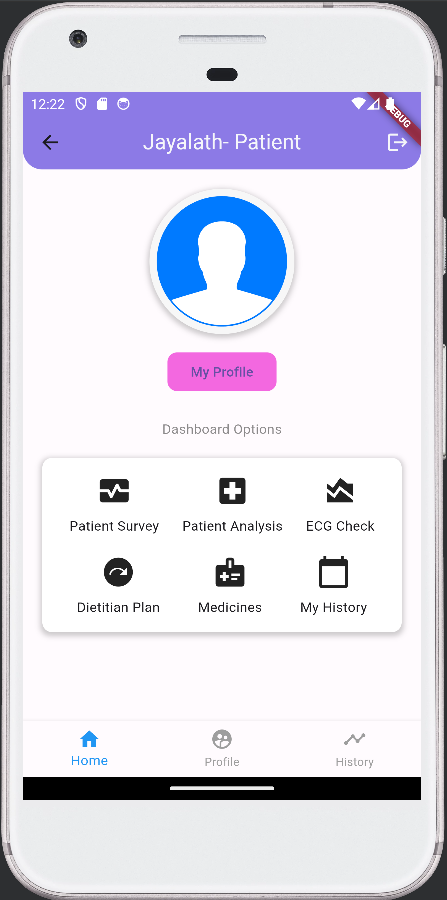 12:22
DEBUG
Jayalath- Patient
My Profile
Dashboard Options
Patient Survey Patient Analysis ECG Check
Dietitian Plan Medicines My History
Home Profile History